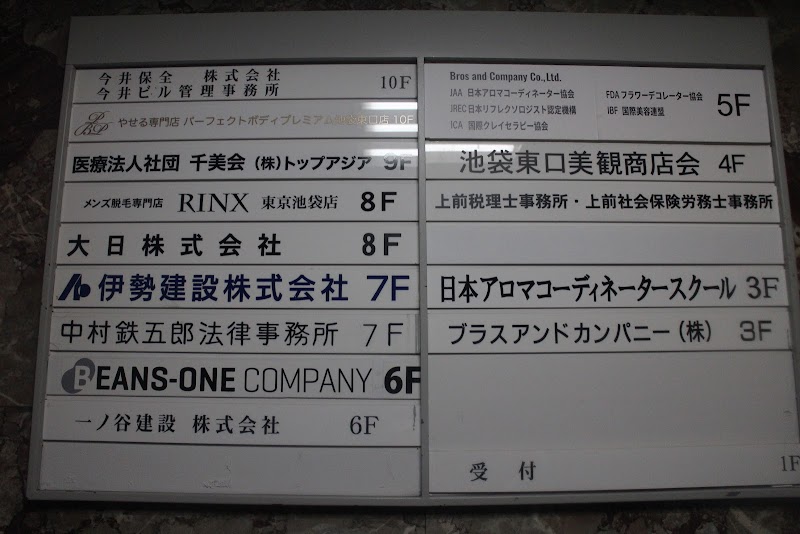 今井保全 株式会社
今井ビル管理事務所 10F
PBP やせる専門店 パーフェクトボディプレミアム池袋東口店 10F
医療法人社団 千美会 (株)トップアジア 9F
メンズ脱毛専門店 RINX 東京池袋店 8F
大日株式会社 8F
伊勢建設株式会社 7F
中村鉄五郎法律事務所 7F
BEANS-ONE COMPANY 6F
一ノ谷建設 株式会社 6F
Bros and Company Co.,Ltd.
JAA 日本アロマコーディネーター協会
JREC 日本リフレクソロジスト認定機構
ICA 国際クレイセラピー協会
FDA フラワーデコレーター協会
IBF 国際美容連盟
5F
池袋東口美観商店会 4F
上前税理士事務所・上前社会保険労務士事務所
日本アロマコーディネータースクール 3F
ブラスアンドカンパニー(株) 3F
受付 1F